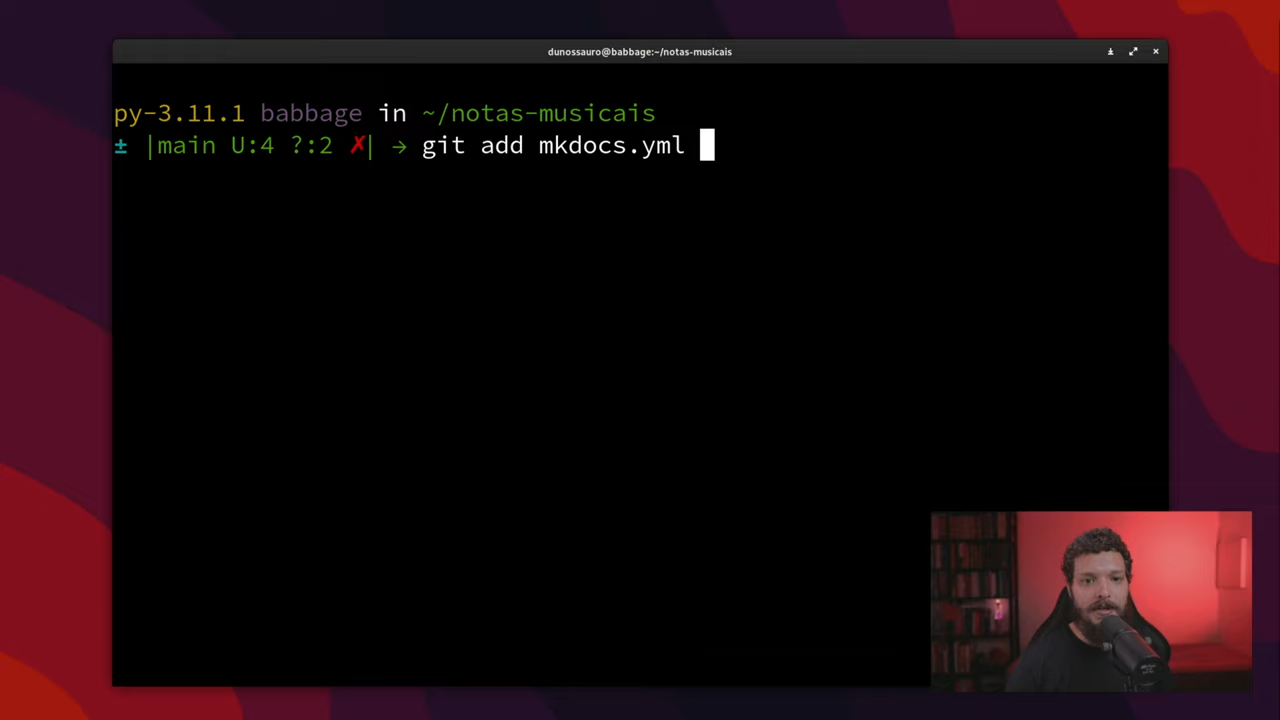 dunossauro@babbage:~/notas-musicais
py-3.11.1 babbage in ~/notas-musicais
± |main U:4 ?:2 ✗| → git add mkdocs.yml